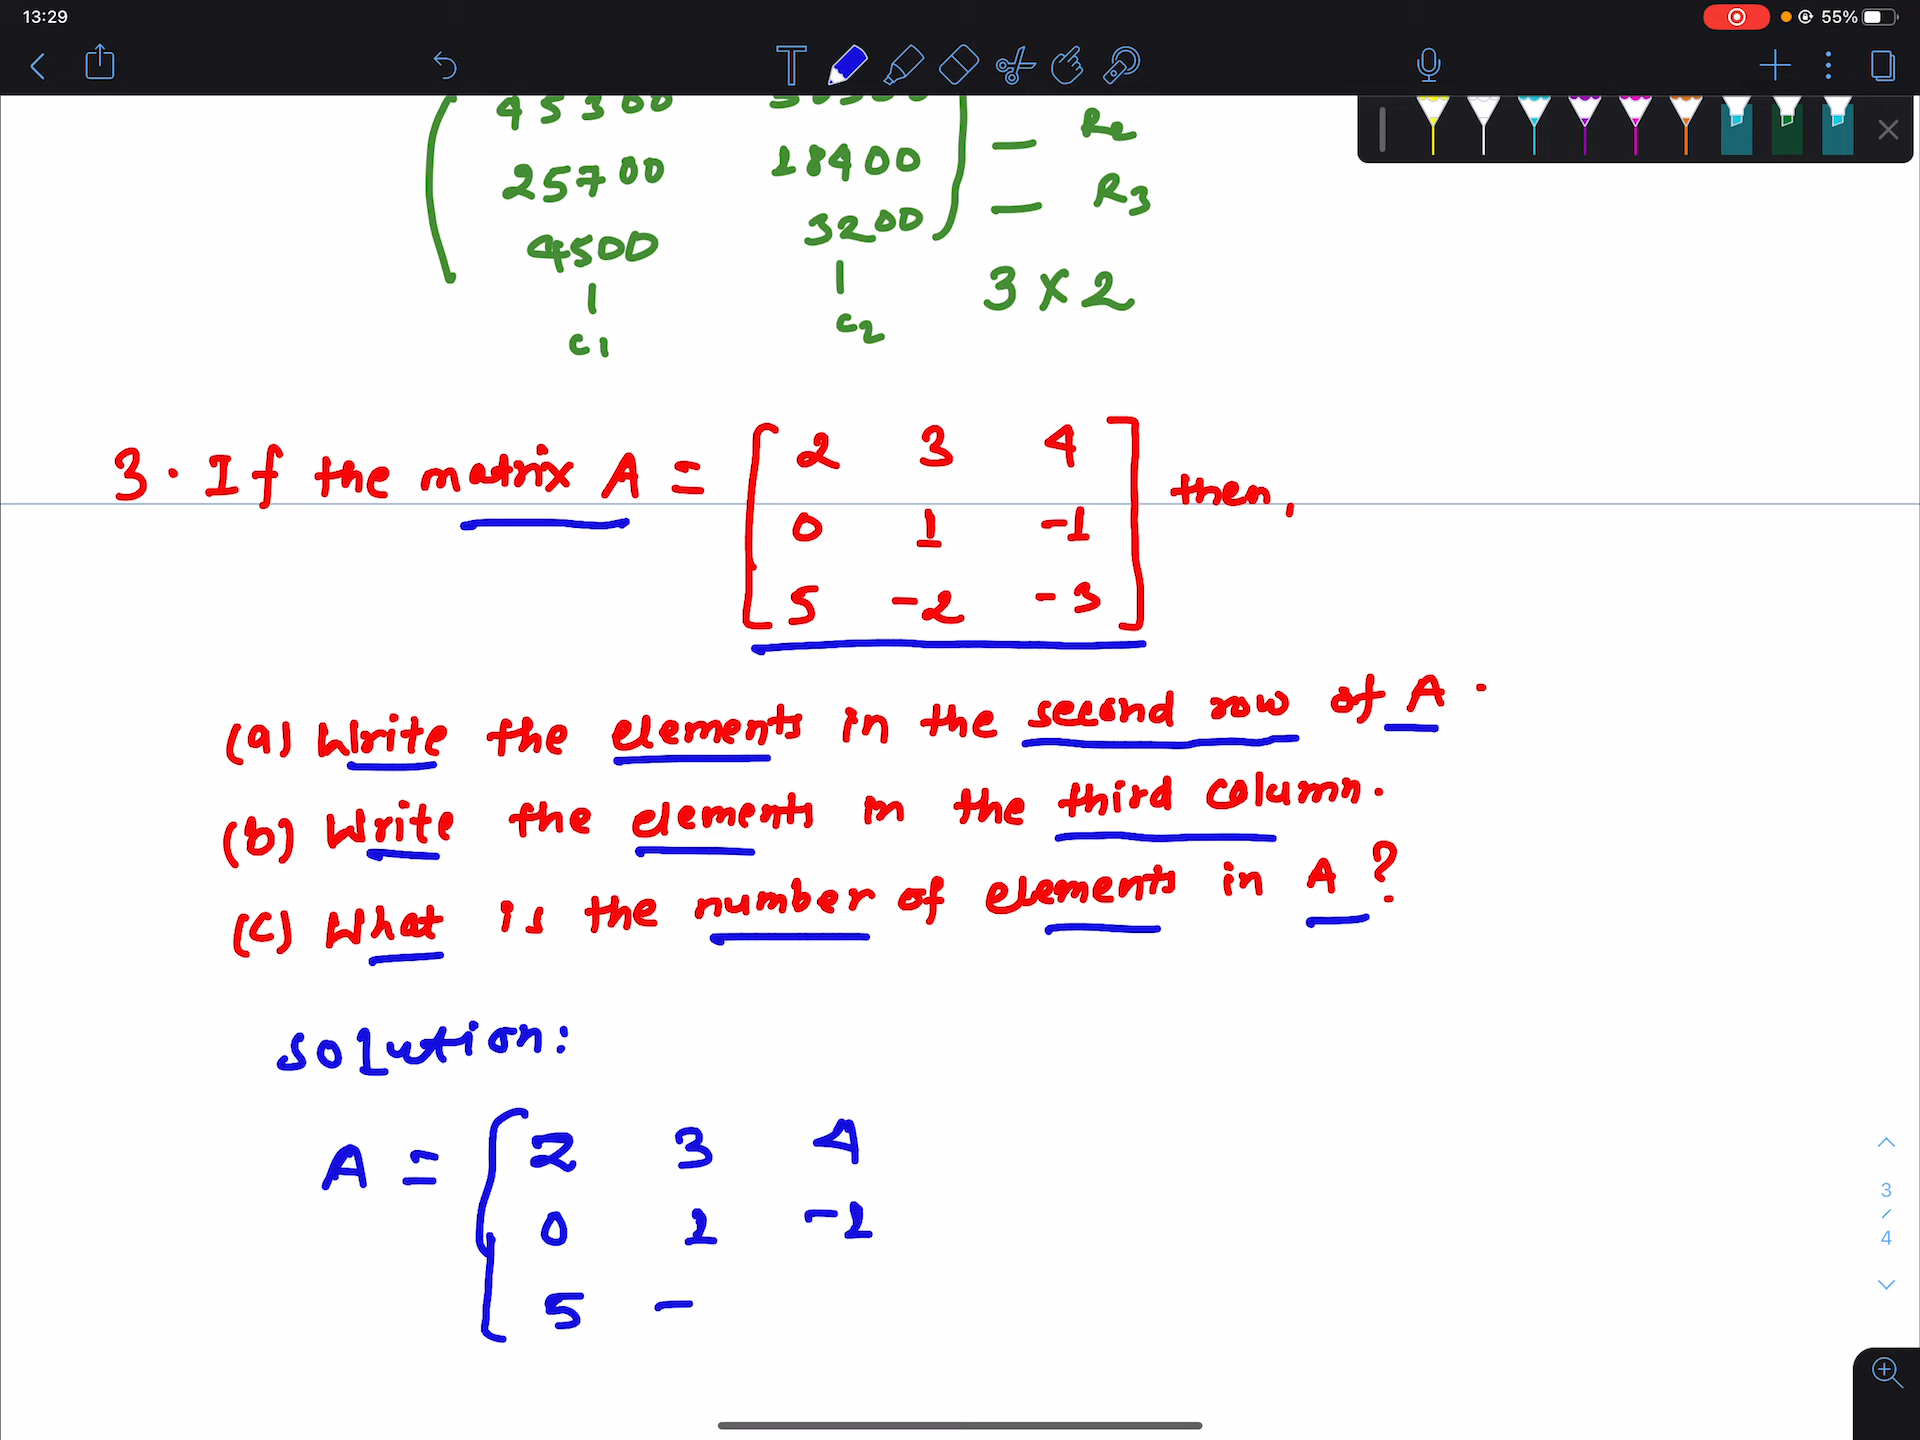 13:29
55%
45300
R2
25700 18400
R3
4500 3200
3 × 2
C1 C2
3. If the matrix A = [ 2 3 4 ] then,
0 1 -1
5 -2 -3
(a) Write the elements in the second row of A.
(b) Write the elements in the third column.
(c) What is the number of elements in A?
Solution:
A = [ 2 3 4
0 1 -1
5 -
3
/
4